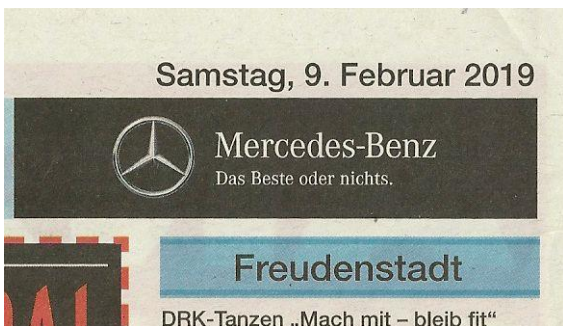 Samstag, 9. Februar 2019
Mercedes-Benz
Das Beste oder nichts.
Freudenstadt
DRK-Tanzen „Mach mit – bleib fit“